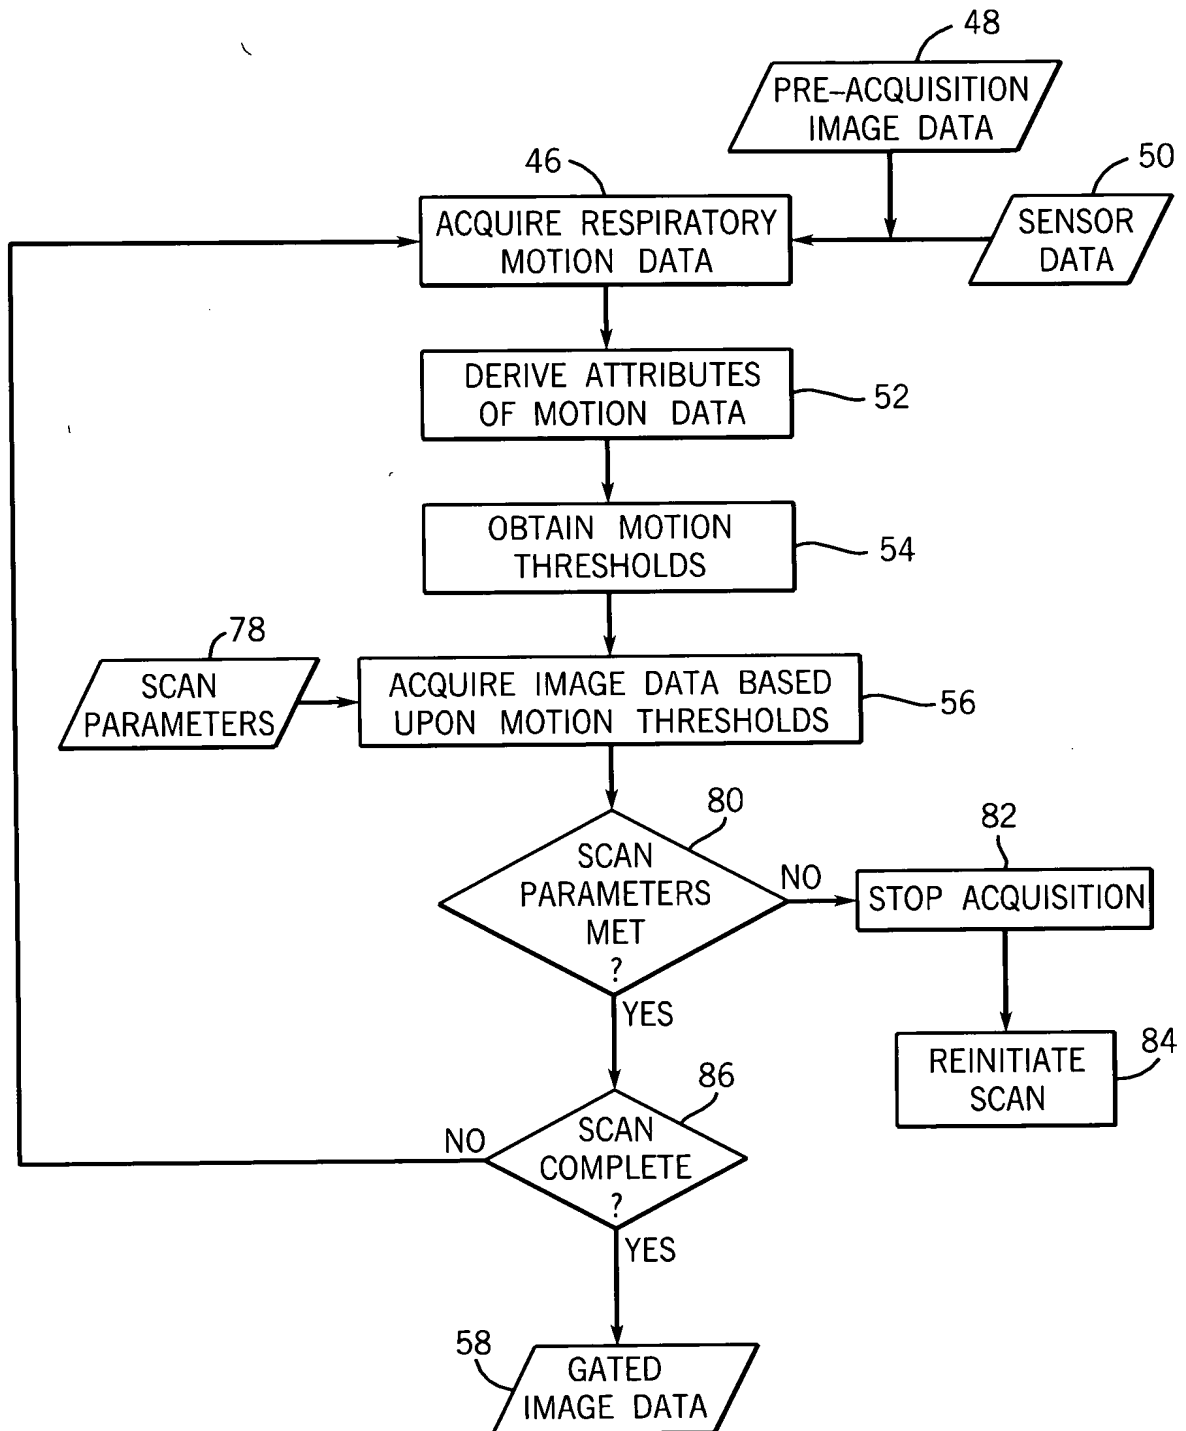 48
PRE-ACQUISITION
IMAGE DATA
46
50
ACQUIRE RESPIRATORY
MOTION DATA
SENSOR
DATA
DERIVE ATTRIBUTES
OF MOTION DATA
52
OBTAIN MOTION
THRESHOLDS
54
78
SCAN
PARAMETERS
ACQUIRE IMAGE DATA BASED
UPON MOTION THRESHOLDS
56
80
SCAN
PARAMETERS
MET
?
NO
82
STOP ACQUISITION
YES
84
REINITIATE
SCAN
86
NO
SCAN
COMPLETE
?
YES
58
GATED
IMAGE DATA